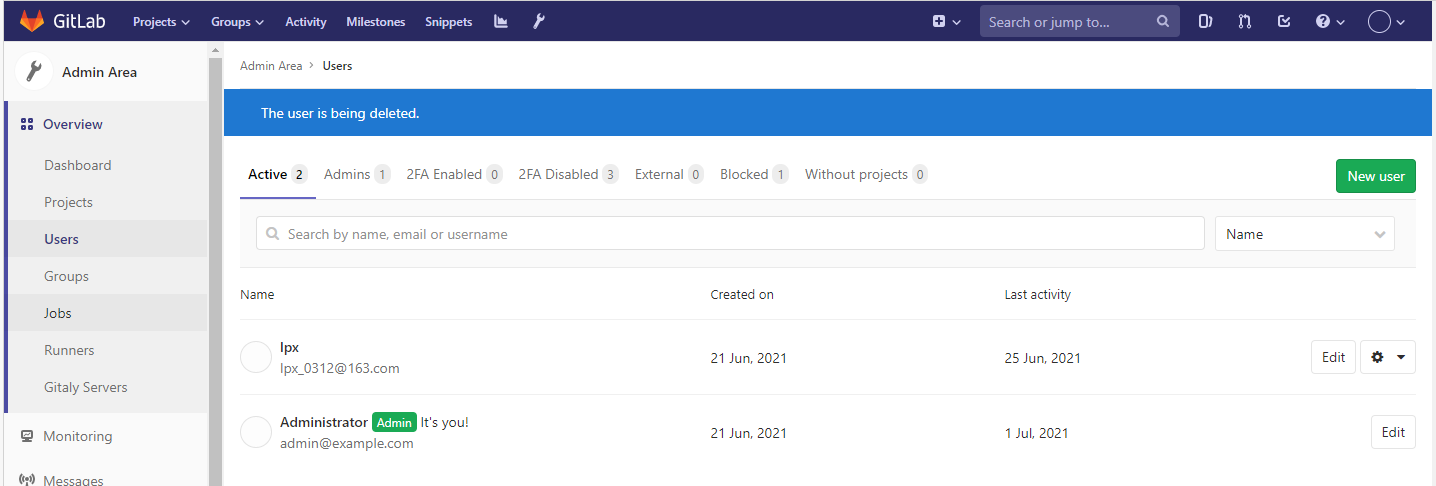 GitLab Projects Groups Activity Milestones Snippets Search or jump to...
Admin Area
Admin Area > Users
The user is being deleted.
Overview
Dashboard
Projects
Users
Groups
Jobs
Runners
Gitaly Servers
Monitoring
Messages
Active 2 Admins 1 2FA Enabled 0 2FA Disabled 3 External 0 Blocked 1 Without projects 0 New user
Search by name, email or username Name
Name Created on Last activity
lpx 21 Jun, 2021 25 Jun, 2021 Edit
lpx_0312@163.com
Administrator Admin It's you! 21 Jun, 2021 1 Jul, 2021 Edit
admin@example.com